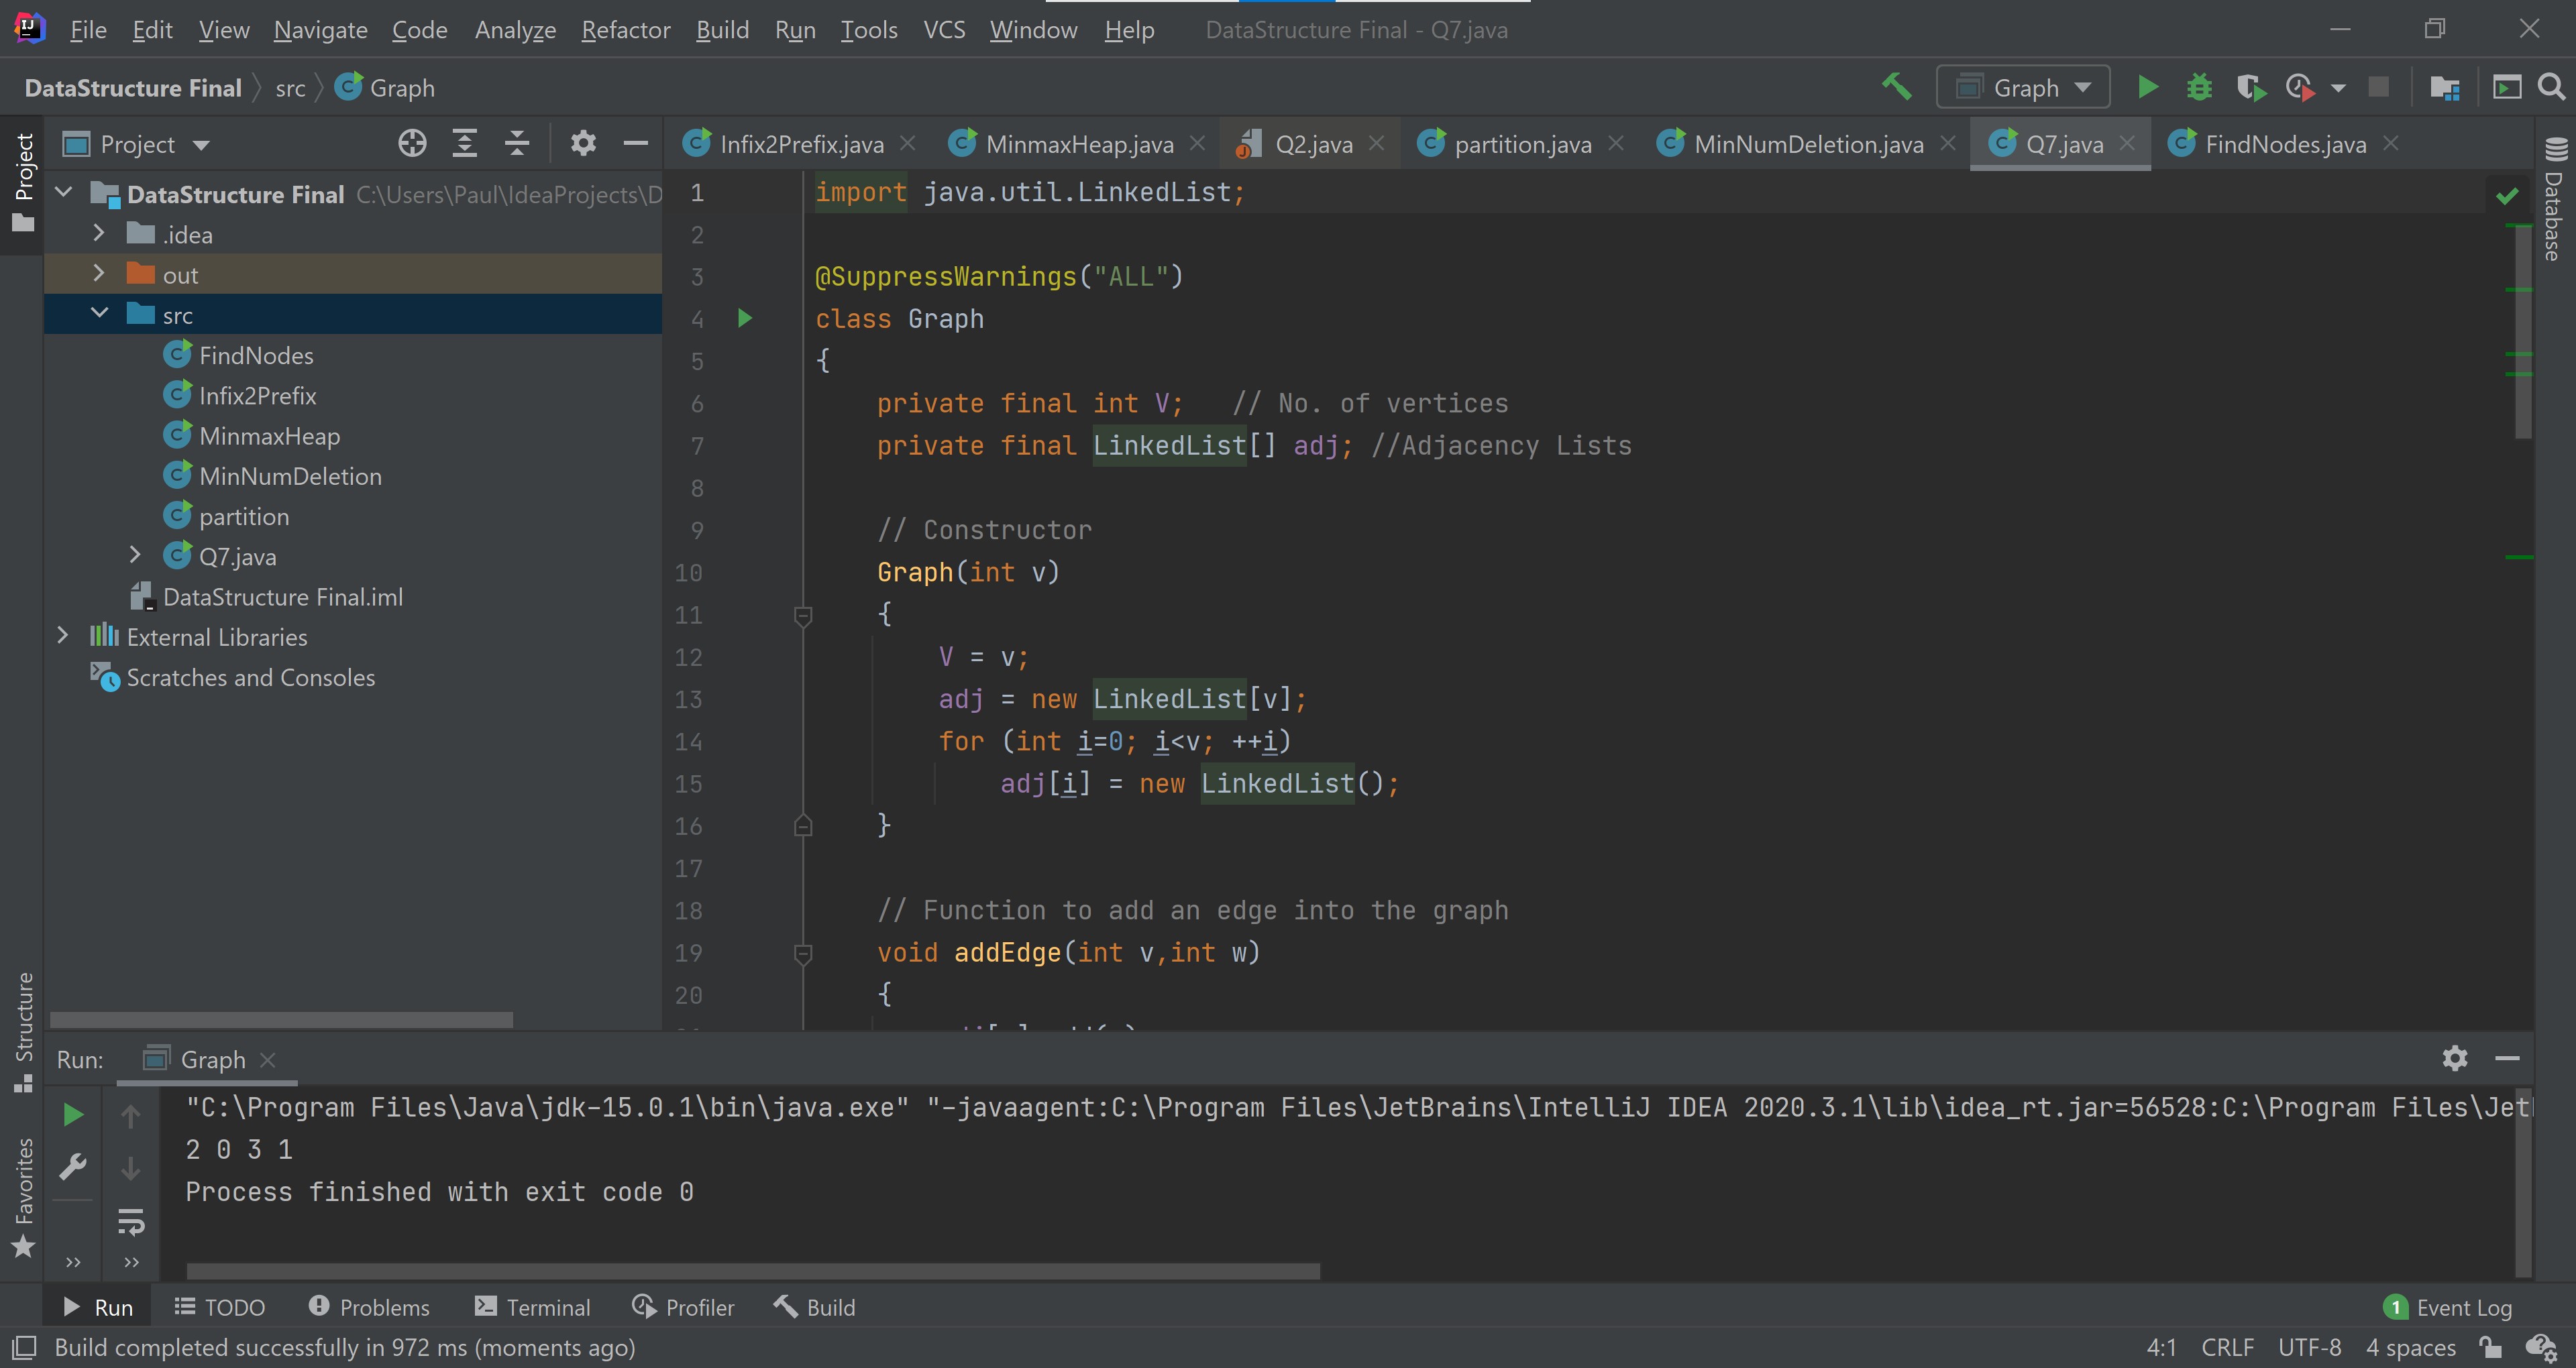 File Edit View Navigate Code Analyze Refactor Build Run Tools VCS Window Help DataStructure Final - Q7.java
DataStructure Final src Graph
Graph
Project
Project
Infix2Prefix.java MinmaxHeap.java Q2.java partition.java MinNumDeletion.java Q7.java FindNodes.java
Database
DataStructure Final C:\Users\Paul\IdeaProjects\D
.idea
out
src
FindNodes
Infix2Prefix
MinmaxHeap
MinNumDeletion
partition
Q7.java
DataStructure Final.iml
External Libraries
Scratches and Consoles
1 import java.util.LinkedList;
2
3 @SuppressWarnings("ALL")
4 class Graph
5 {
6 private final int V; // No. of vertices
7 private final LinkedList[] adj; //Adjacency Lists
8
9 // Constructor
10 Graph(int v)
11 {
12 V = v;
13 adj = new LinkedList[v];
14 for (int i=0; i<v; ++i)
15 adj[i] = new LinkedList();
16 }
17
18 // Function to add an edge into the graph
19 void addEdge(int v,int w)
20 {
Structure
Favorites
Run: Graph
"C:\Program Files\Java\jdk-15.0.1\bin\java.exe" "-javaagent:C:\Program Files\JetBrains\IntelliJ IDEA 2020.3.1\lib\idea_rt.jar=56528:C:\Program Files\Jet
2 0 3 1
Process finished with exit code 0
Run TODO Problems Terminal Profiler Build 1 Event Log
Build completed successfully in 972 ms (moments ago) 4:1 CRLF UTF-8 4 spaces